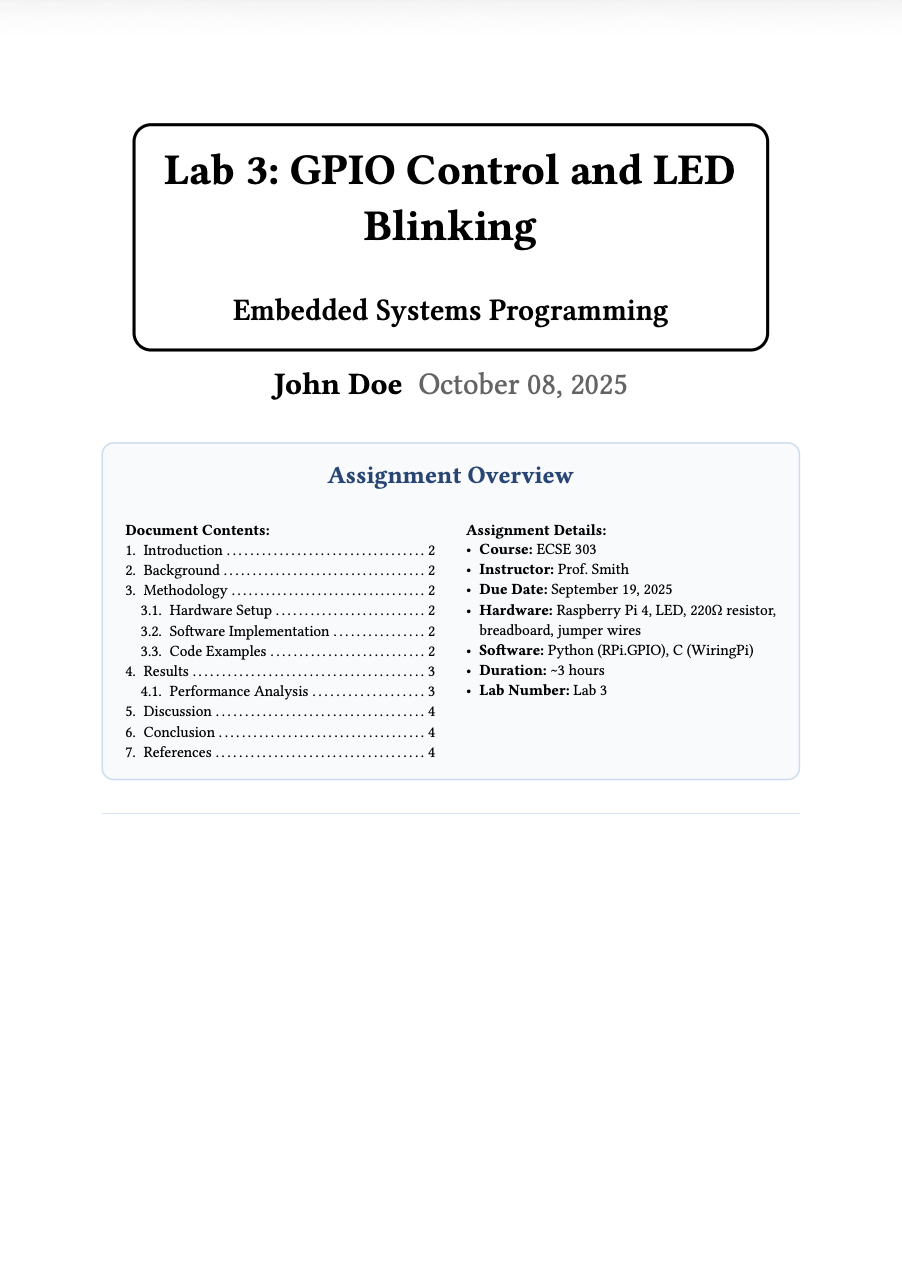 Lab 3: GPIO Control and LED
Blinking
Embedded Systems Programming
John Doe October 08, 2025
Assignment Overview
Document Contents:
1. Introduction .................................. 2
2. Background .................................. 2
3. Methodology ................................. 2
3.1. Hardware Setup .......................... 2
3.2. Software Implementation ................ 2
3.3. Code Examples ........................... 2
4. Results ........................................ 3
4.1. Performance Analysis .................... 3
5. Discussion .................................... 4
6. Conclusion .................................... 4
7. References .................................... 4
Assignment Details:
• Course: ECSE 303
• Instructor: Prof. Smith
• Due Date: September 19, 2025
• Hardware: Raspberry Pi 4, LED, 220Ω resistor,
breadboard, jumper wires
• Software: Python (RPi.GPIO), C (WiringPi)
• Duration: ~3 hours
• Lab Number: Lab 3